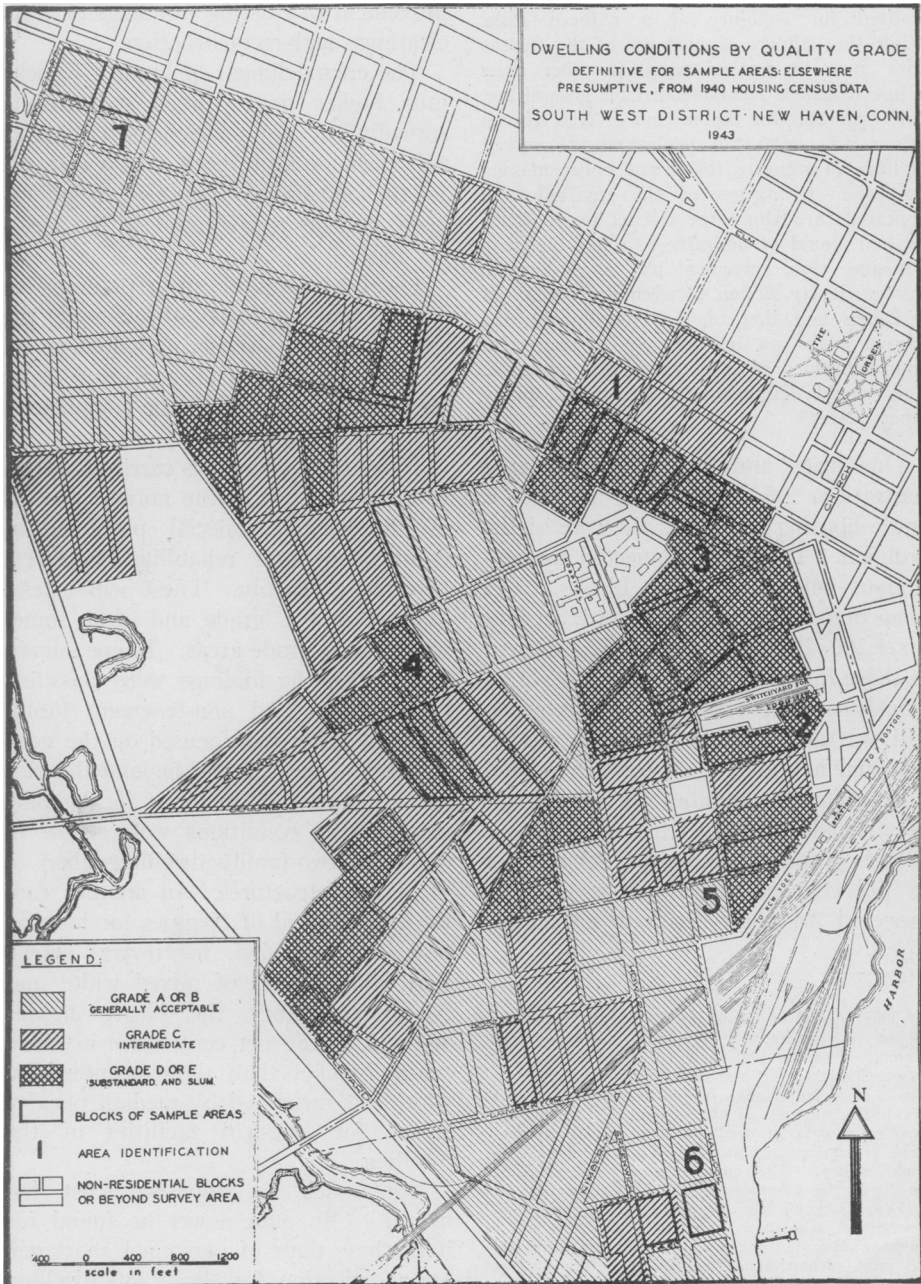 DWELLING CONDITIONS BY QUALITY GRADE
DEFINITIVE FOR SAMPLE AREAS: ELSEWHERE
PRESUMPTIVE, FROM 1940 HOUSING CENSUS DATA
SOUTH WEST DISTRICT - NEW HAVEN, CONN.
1943
7
ELM
THE
GREEN
1
CHURCH
3
4
SWITCHYARD FOR
2
TO BOSTON
R R
STATION
TO NEW YORK
5
HARBOR
6
N
LEGEND:
GRADE A OR B
GENERALLY ACCEPTABLE
GRADE C
INTERMEDIATE
GRADE D OR E
SUBSTANDARD AND SLUM
BLOCKS OF SAMPLE AREAS
1 AREA IDENTIFICATION
NON-RESIDENTIAL BLOCKS
OR BEYOND SURVEY AREA
400 0 400 800 1200
scale in feet